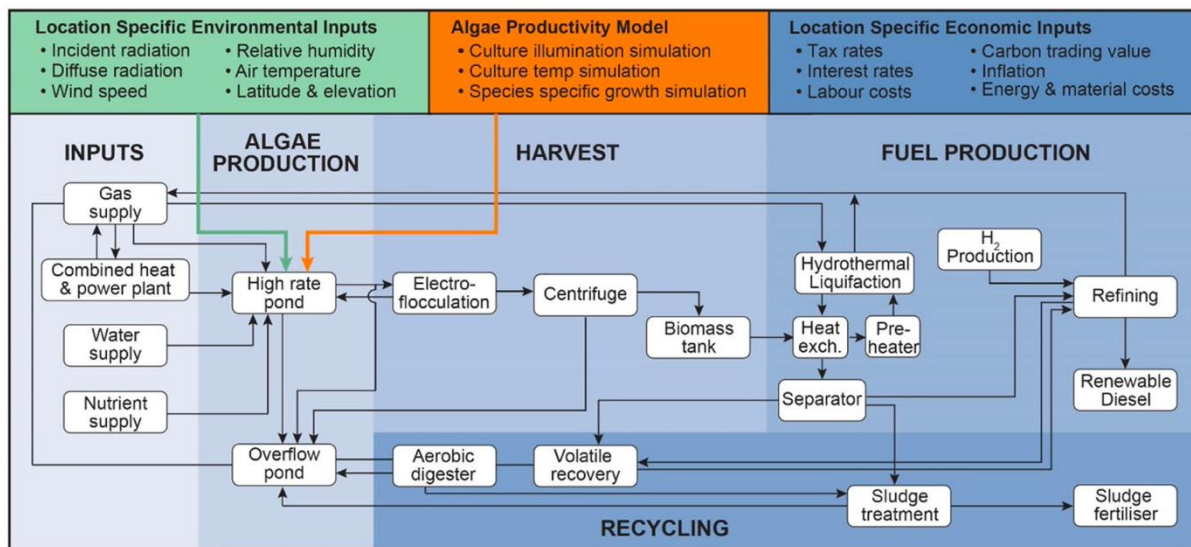 Location Specific Environmental Inputs
• Incident radiation
• Diffuse radiation
• Wind speed
• Relative humidity
• Air temperature
• Latitude & elevation
Algae Productivity Model
• Culture illumination simulation
• Culture temp simulation
• Species specific growth simulation
Location Specific Economic Inputs
• Tax rates
• Interest rates
• Labour costs
• Carbon trading value
• Inflation
• Energy & material costs
INPUTS
ALGAE
PRODUCTION
HARVEST
FUEL PRODUCTION
Gas
supply
Combined heat
& power plant
Water
supply
Nutrient
supply
High rate
pond
Overflow
pond
Electro-
flocculation
Centrifuge
Biomass
tank
Hydrothermal
Liquifaction
Heat
exch.
Pre-
heater
Separator
H2
Production
Refining
Renewable
Diesel
Aerobic
digester
Volatile
recovery
Sludge
treatment
Sludge
fertiliser
RECYCLING